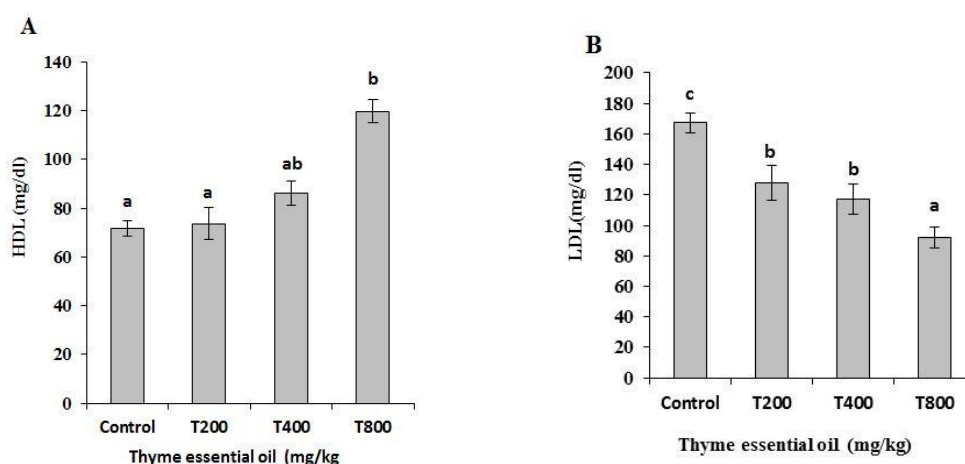 A
HDL (mg/dl)
140
120
100
80
60
40
20
0
a
a
ab
b
Control T200 T400 T800
Thyme essential oil (mg/kg
B
LDL(mg/dl)
200
180
160
140
120
100
80
60
40
20
0
c
b
b
a
Control T200 T400 T800
Thyme essential oil (mg/kg)